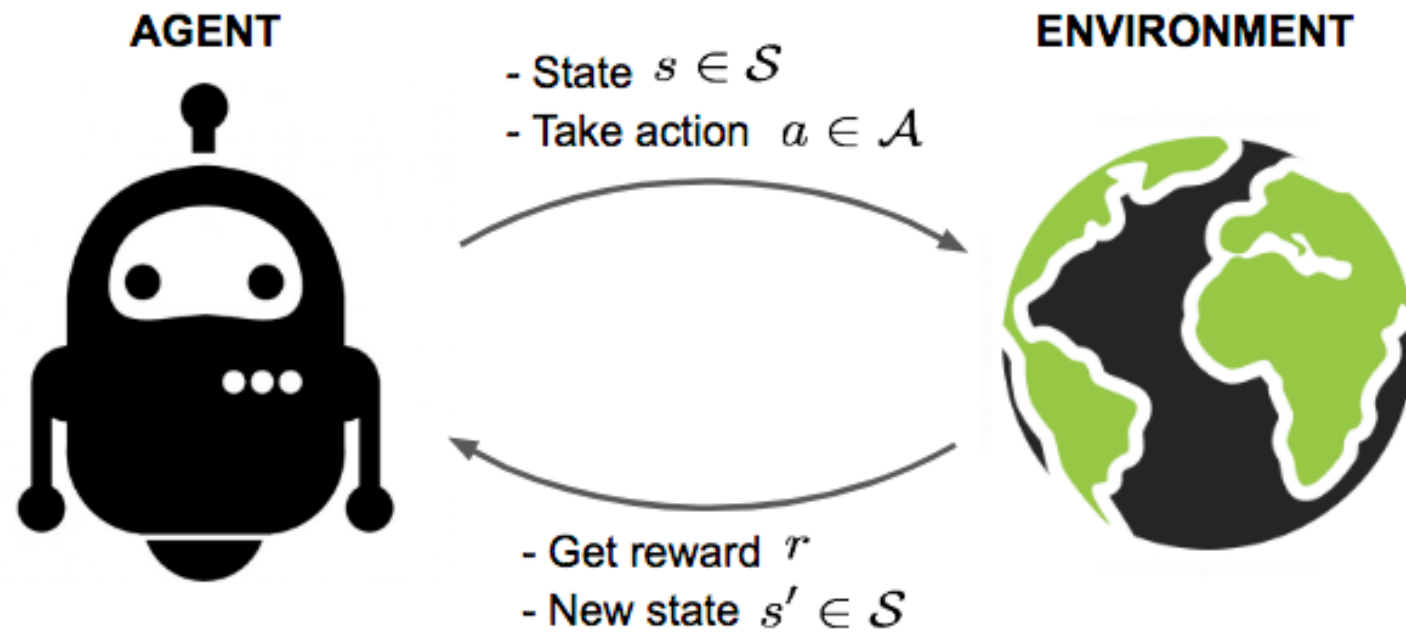 AGENT
ENVIRONMENT
- State s ∈ 𝒮
- Take action a ∈ 𝒜
- Get reward r
- New state s′ ∈ 𝒮